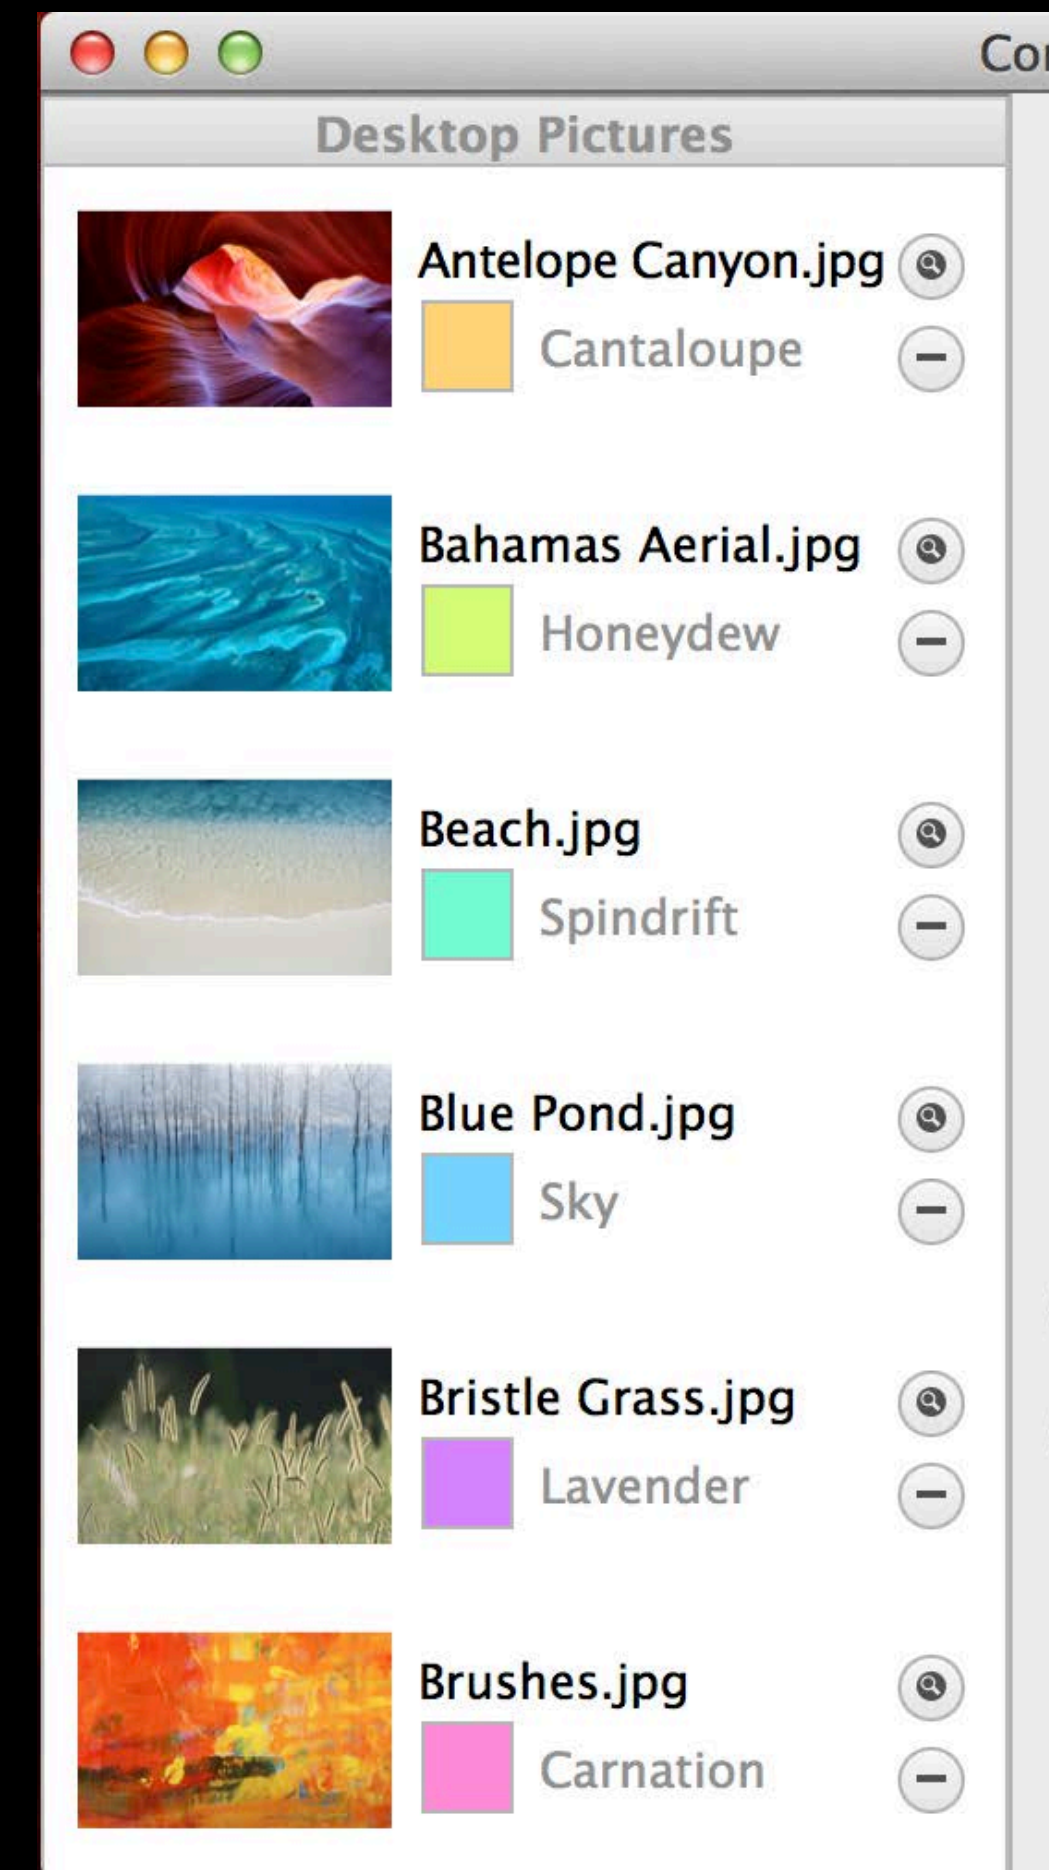 Desktop Pictures
Antelope Canyon.jpg
Cantaloupe
Bahamas Aerial.jpg
Honeydew
Beach.jpg
Spindrift
Blue Pond.jpg
Sky
Bristle Grass.jpg
Lavender
Brushes.jpg
Carnation